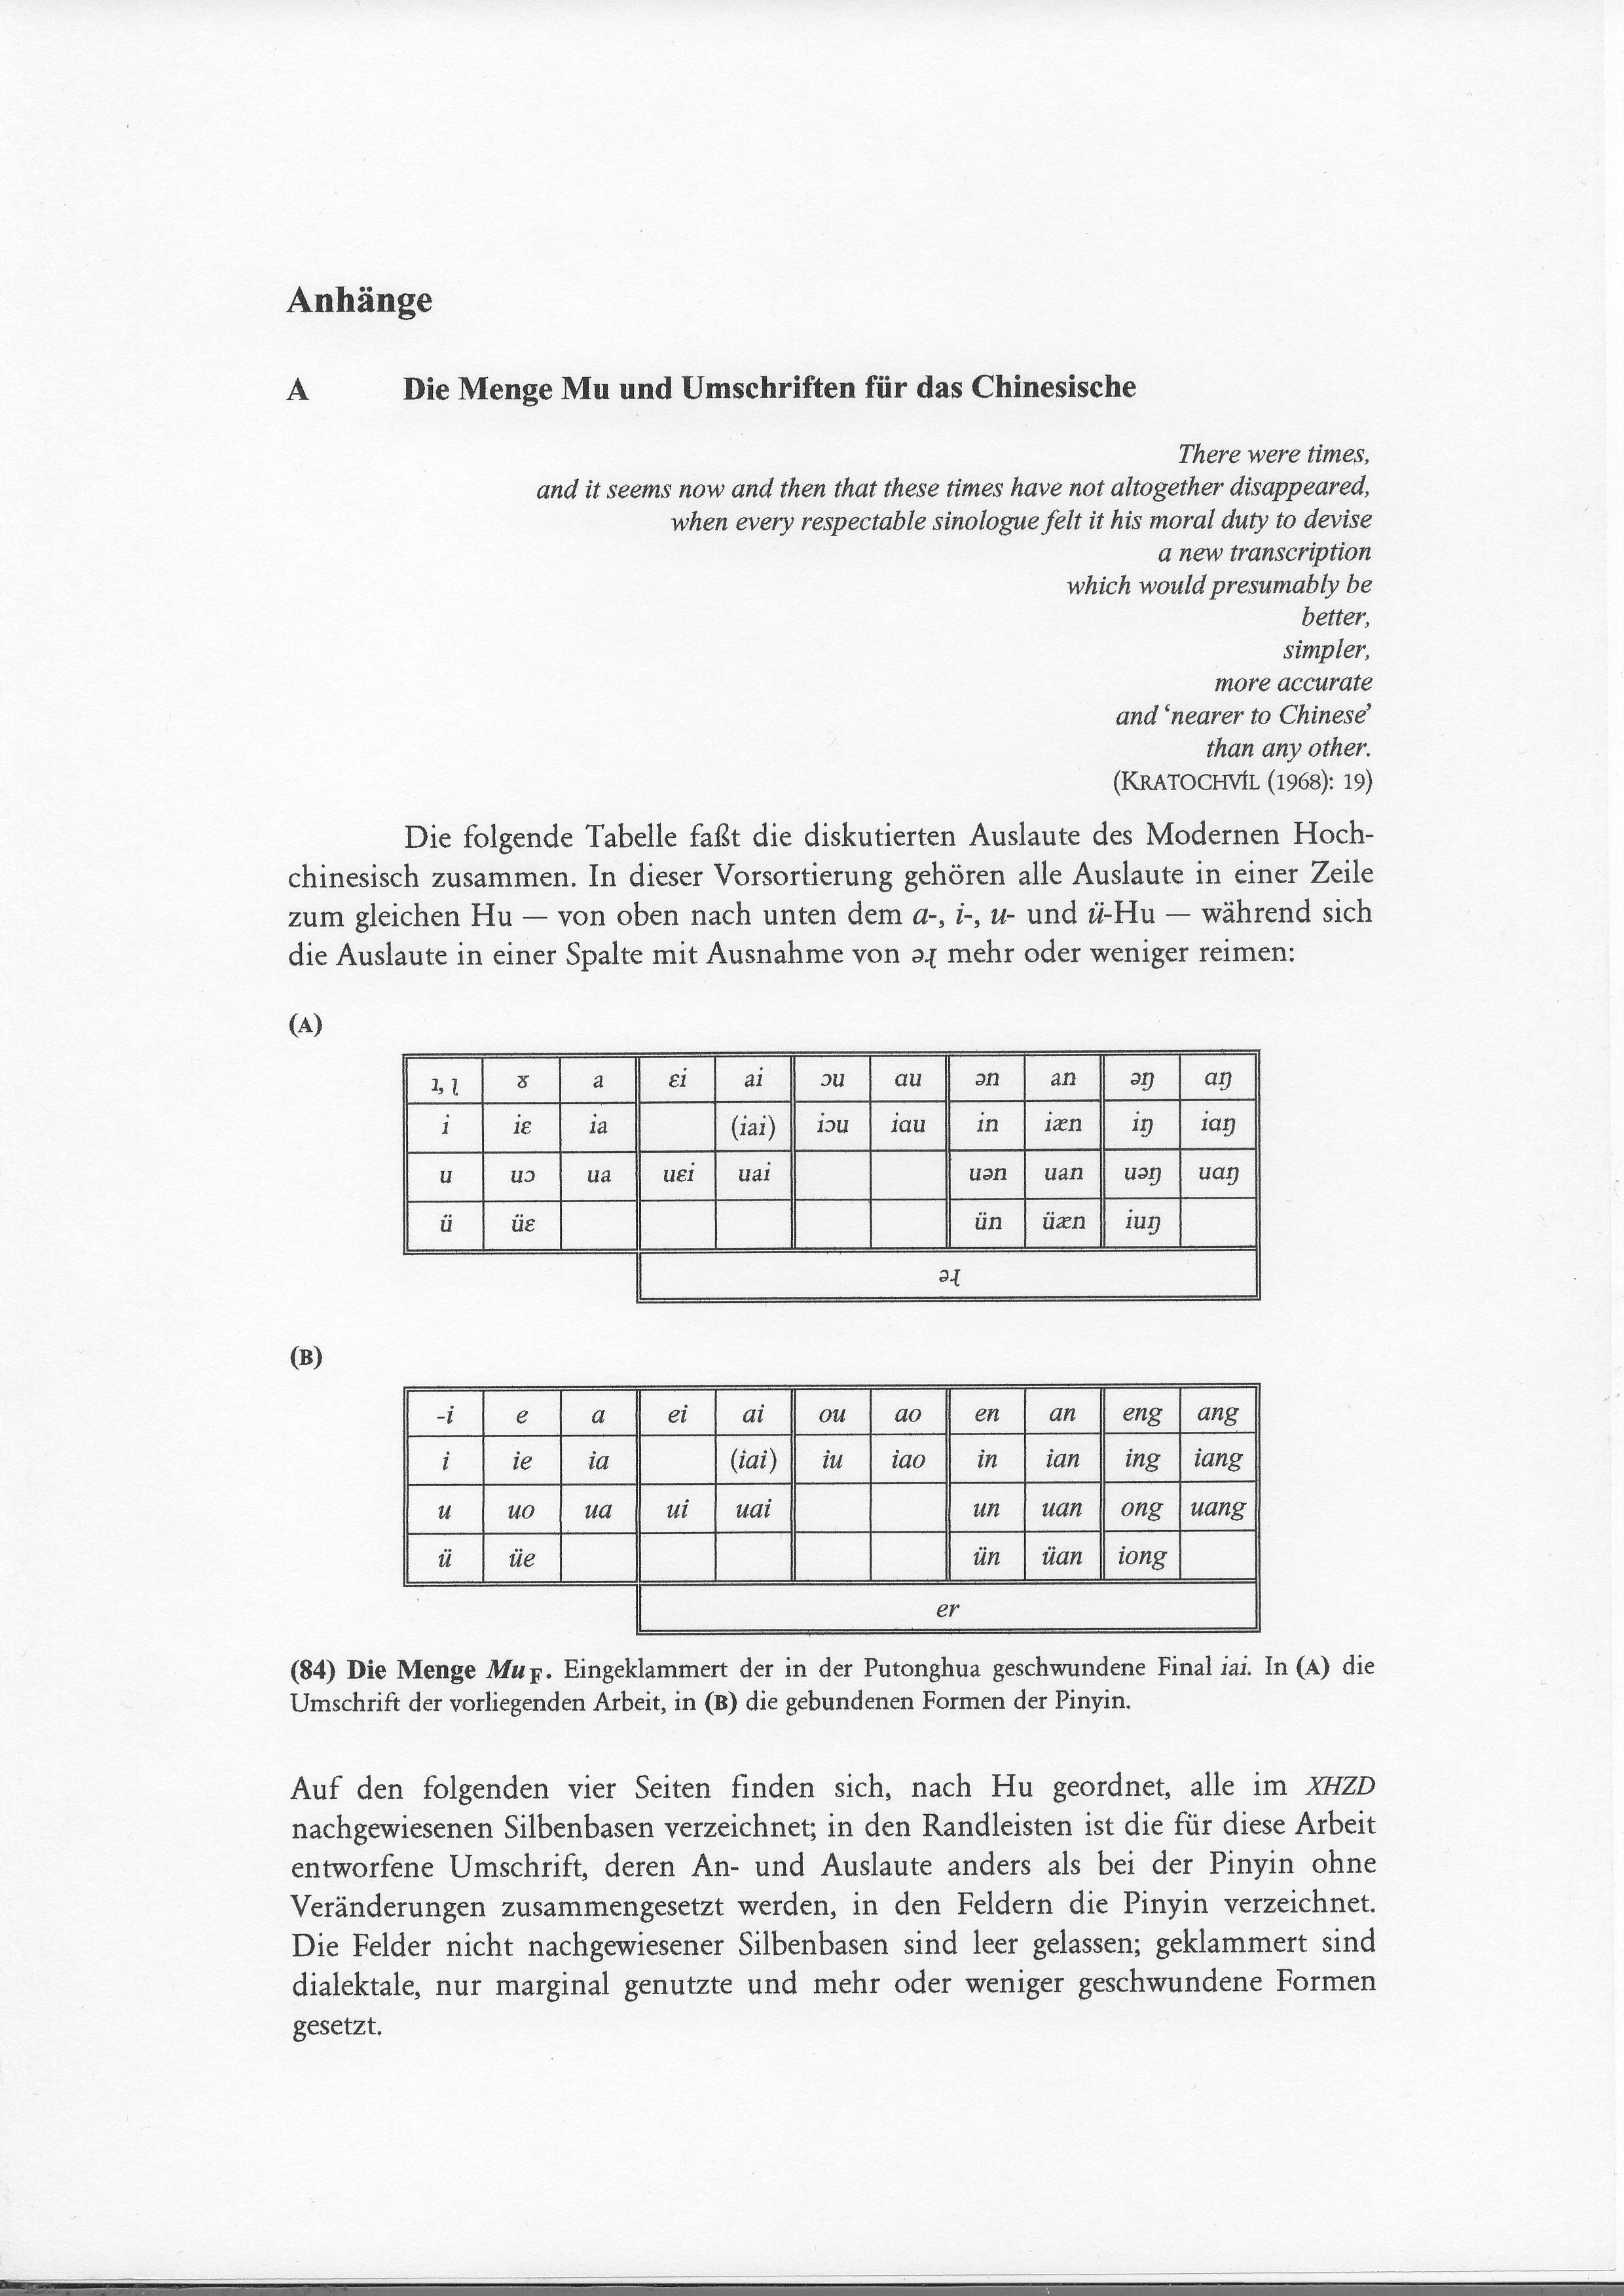 Anhänge
A Die Menge Mu und Umschriften für das Chinesische
There were times,
and it seems now and then that these times have not altogether disappeared,
when every respectable sinologue felt it his moral duty to devise
a new transcription
which would presumably be
better,
simpler,
more accurate
and ‘nearer to Chinese’
than any other.
(KRATOCHVÍL (1968): 19)
Die folgende Tabelle faßt die diskutierten Auslaute des Modernen Hoch-
chinesisch zusammen. In dieser Vorsortierung gehören alle Auslaute in einer Zeile
zum gleichen Hu — von oben nach unten dem a-, i-, u- und ü-Hu — während sich
die Auslaute in einer Spalte mit Ausnahme von əɻ mehr oder weniger reimen:
(A)
ɿ, ʅ ɤ a ɛi ai ɔu ɑu ən an əŋ ɑŋ
i iɛ ia (iai) iɔu iɑu in iæn iŋ iɑŋ
u uɔ ua uɛi uai uən uan uəŋ uɑŋ
ü üɛ ün üæn iuŋ
əɻ
(B)
-i e a ei ai ou ao en an eng ang
i ie ia (iai) iu iao in ian ing iang
u uo ua ui uai un uan ong uang
ü üe ün üan iong
er
(84) Die Menge MuF. Eingeklammert der in der Putonghua geschwundene Final iai. In (A) die
Umschrift der vorliegenden Arbeit, in (B) die gebundenen Formen der Pinyin.
Auf den folgenden vier Seiten finden sich, nach Hu geordnet, alle im XHZD
nachgewiesenen Silbenbasen verzeichnet; in den Randleisten ist die für diese Arbeit
entworfene Umschrift, deren An- und Auslaute anders als bei der Pinyin ohne
Veränderungen zusammengesetzt werden, in den Feldern die Pinyin verzeichnet.
Die Felder nicht nachgewiesener Silbenbasen sind leer gelassen; geklammert sind
dialektale, nur marginal genutzte und mehr oder weniger geschwundene Formen
gesetzt.